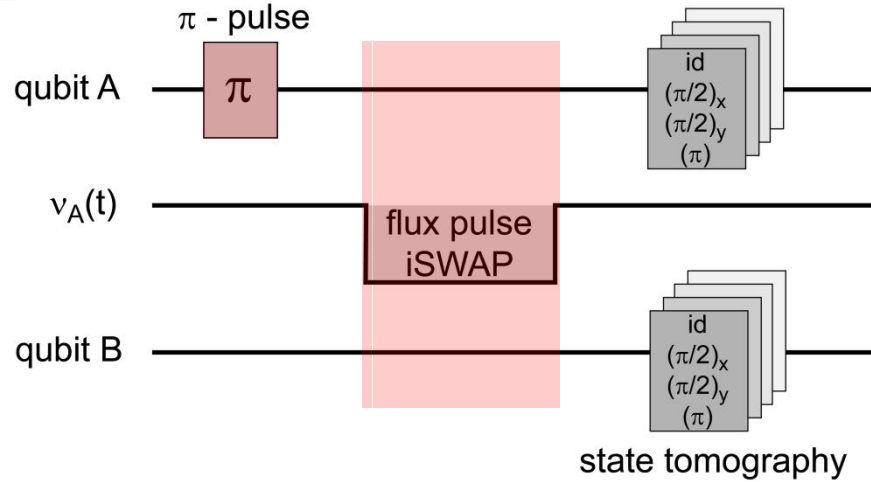 π - pulse
qubit A
π
id
(π/2)x
(π/2)y
(π)
νA(t)
flux pulse
iSWAP
qubit B
id
(π/2)x
(π/2)y
(π)
state tomography